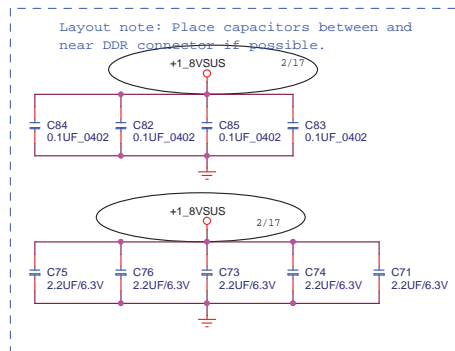 Layout note: Place capacitors between and
near DDR connector if possible.
+1_8VSUS
2/17
C84
0.1UF_0402
C82
0.1UF_0402
C85
0.1UF_0402
C83
0.1UF_0402
+1_8VSUS
2/17
C75
2.2UF/6.3V
C76
2.2UF/6.3V
C73
2.2UF/6.3V
C74
2.2UF/6.3V
C71
2.2UF/6.3V